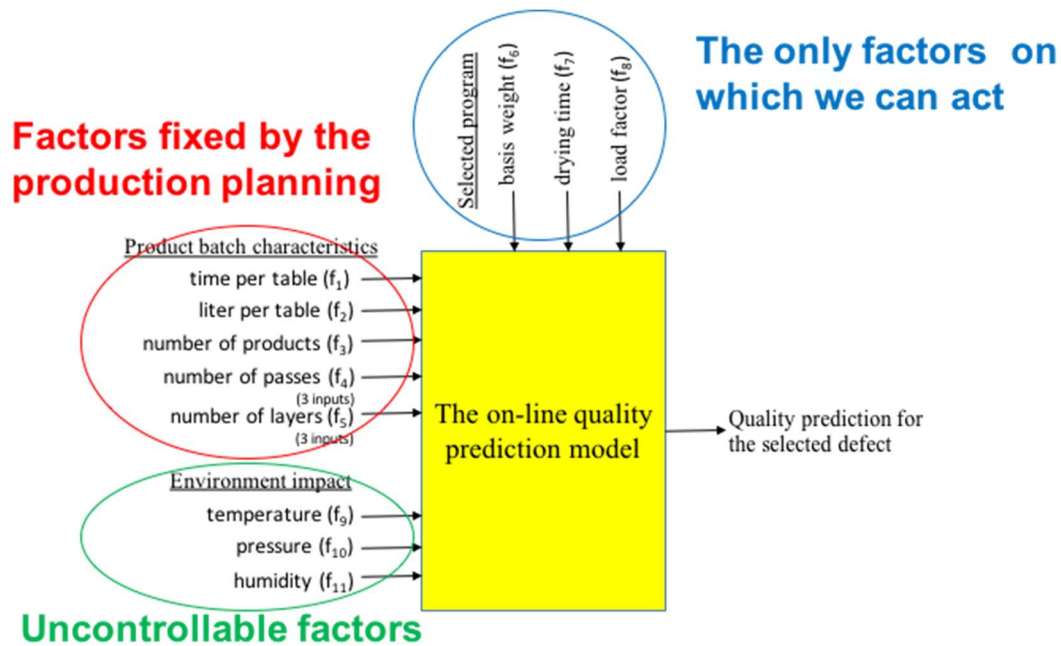 The only factors on
which we can act
Selected program
basis weight (f₆)
drying time (f₇)
load factor (f₈)
Factors fixed by the
production planning
Product batch characteristics
time per table (f₁)
liter per table (f₂)
number of products (f₃)
number of passes (f₄)
(3 inputs)
number of layers (f₅)
(3 inputs)
The on-line quality
prediction model
Quality prediction for
the selected defect
Environment impact
temperature (f₉)
pressure (f₁₀)
humidity (f₁₁)
Uncontrollable factors